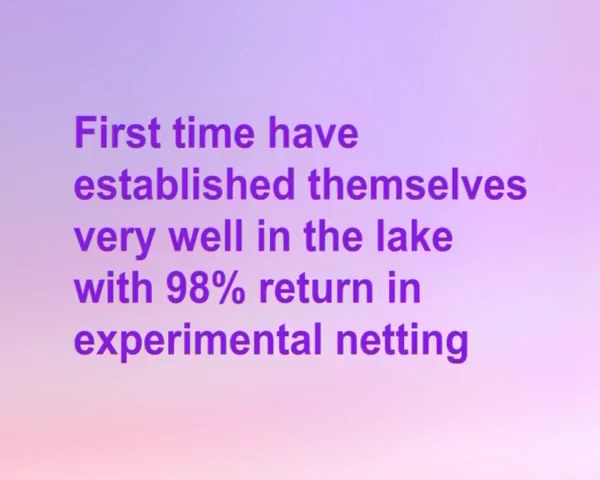 First time have
established themselves
very well in the lake
with 98% return in
experimental netting